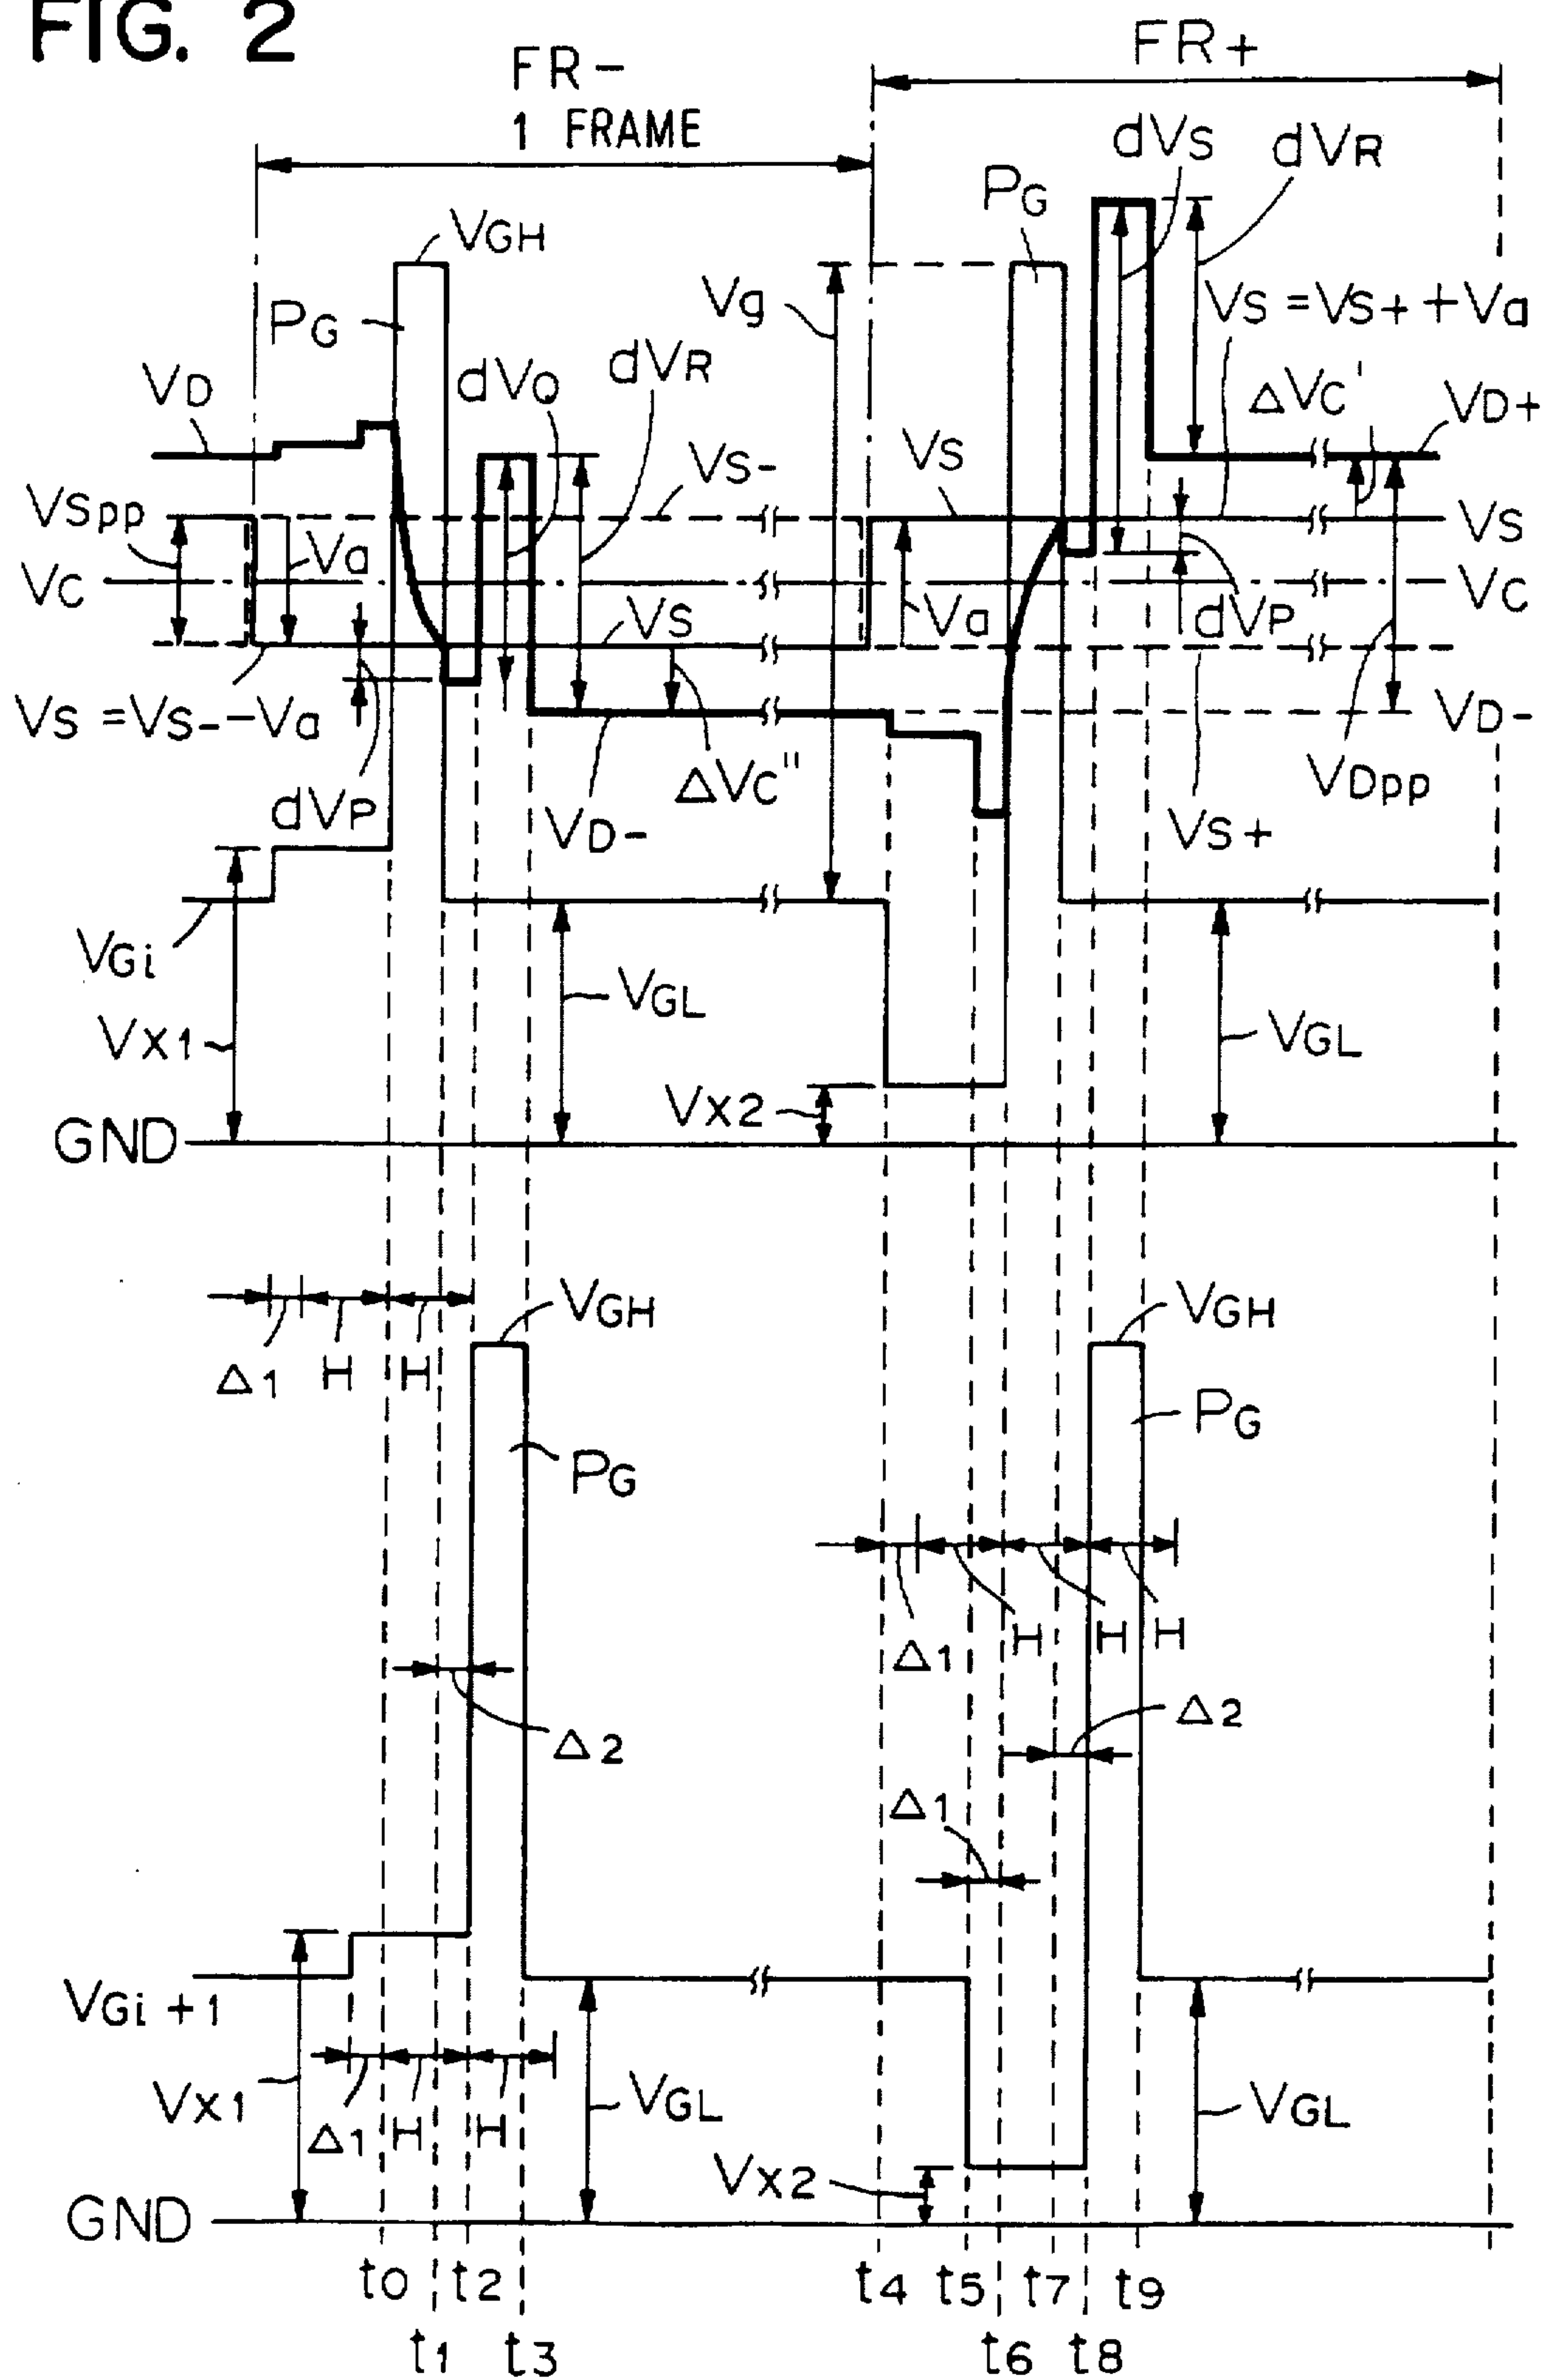 FIG. 2
FR-
FR+
1 FRAME
dVS
dVR
PG
VGH
Vg
VS = VS+ + Va
PG
dVQ
dVR
ΔVC'
VD+
VD
VS-
VS
VSpp
Va
VS
VC
VC
Va
dVP
VS
VS = VS- - Va
VD-
ΔVC"
VDpp
dVP
VD-
VS+
VGi
VGL
VX1
VGL
VX2
GND
VGH
VGH
Δ1
H
H
PG
PG
Δ1
H
H
H
Δ2
Δ2
Δ1
VGi+1
VX1
Δ1
H
H
VGL
VGL
VX2
GND
t0
t2
t4
t5
t7
t9
t1
t3
t6
t8